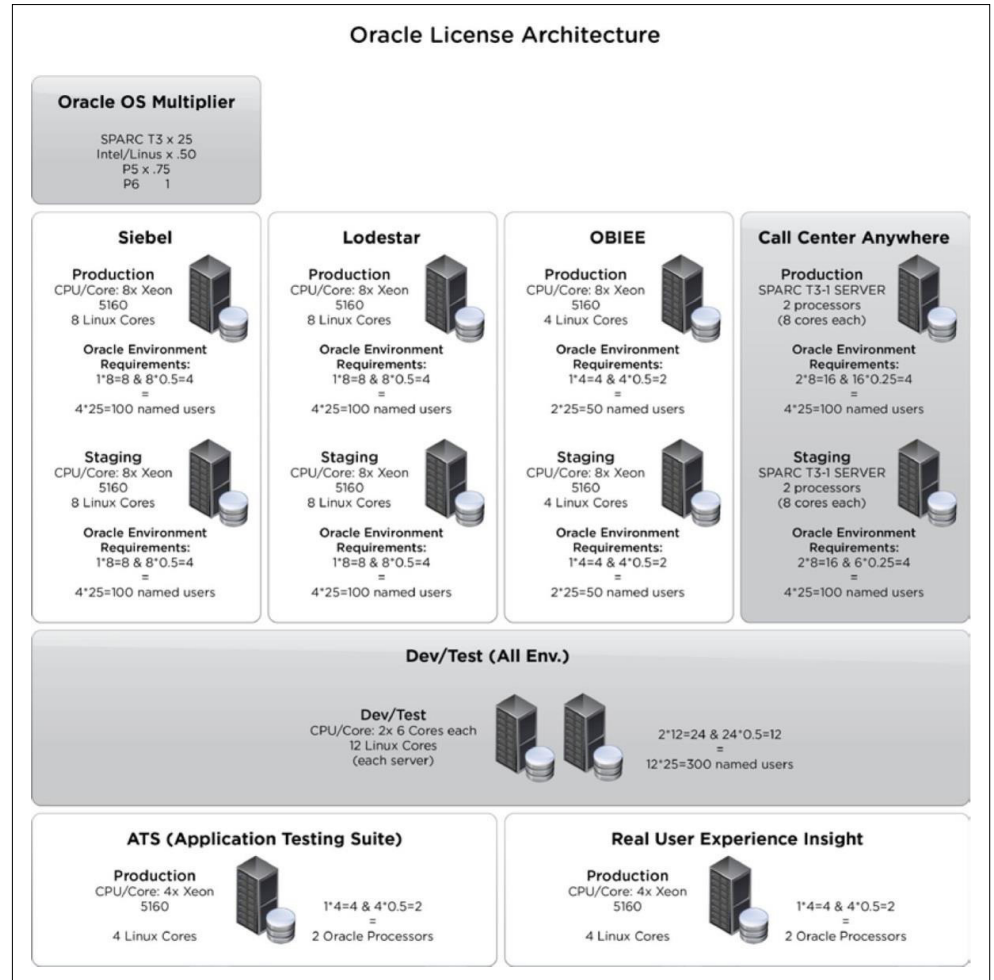 Oracle License Architecture
Oracle OS Multiplier
SPARC T3 x 25
Intel/Linus x .50
P5 x .75
P6 1
Siebel
Production
CPU/Core: 8x Xeon
5160
8 Linux Cores
Oracle Environment
Requirements:
1*8=8 & 8*0.5=4
=
4*25=100 named users
Staging
CPU/Core: 8x Xeon
5160
8 Linux Cores
Oracle Environment
Requirements:
1*8=8 & 8*0.5=4
=
4*25=100 named users
Lodestar
Production
CPU/Core: 8x Xeon
5160
8 Linux Cores
Oracle Environment
Requirements:
1*8=8 & 8*0.5=4
=
4*25=100 named users
Staging
CPU/Core: 8x Xeon
5160
8 Linux Cores
Oracle Environment
Requirements:
1*8=8 & 8*0.5=4
=
4*25=100 named users
OBIEE
Production
CPU/Core: 8x Xeon
5160
4 Linux Cores
Oracle Environment
Requirements:
1*4=4 & 4*0.5=2
=
2*25=50 named users
Staging
CPU/Core: 8x Xeon
5160
4 Linux Cores
Oracle Environment
Requirements:
1*4=4 & 4*0.5=2
=
2*25=50 named users
Call Center Anywhere
Production
SPARC T3-1 SERVER
2 processors
(8 cores each)
Oracle Environment
Requirements:
2*8=16 & 16*0.25=4
=
4*25=100 named users
Staging
SPARC T3-1 SERVER
2 processors
(8 cores each)
Oracle Environment
Requirements:
2*8=16 & 6*0.25=4
=
4*25=100 named users
Dev/Test (All Env.)
Dev/Test
CPU/Core: 2x 6 Cores each
12 Linux Cores
(each server)
2*12=24 & 24*0.5=12
=
12*25=300 named users
ATS (Application Testing Suite)
Production
CPU/Core: 4x Xeon
5160
4 Linux Cores
1*4=4 & 4*0.5=2
=
2 Oracle Processors
Real User Experience Insight
Production
CPU/Core: 4x Xeon
5160
4 Linux Cores
1*4=4 & 4*0.5=2
=
2 Oracle Processors